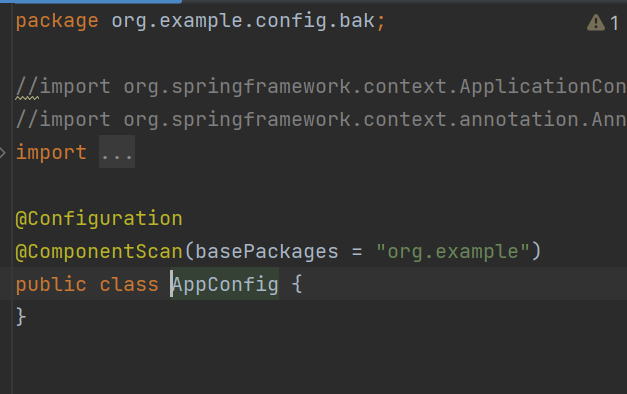 package org.example.config.bak;
1
//import org.springframework.context.ApplicationCon
//import org.springframework.context.annotation.Ann
import ...
@Configuration
@ComponentScan(basePackages = "org.example")
public class AppConfig {
}